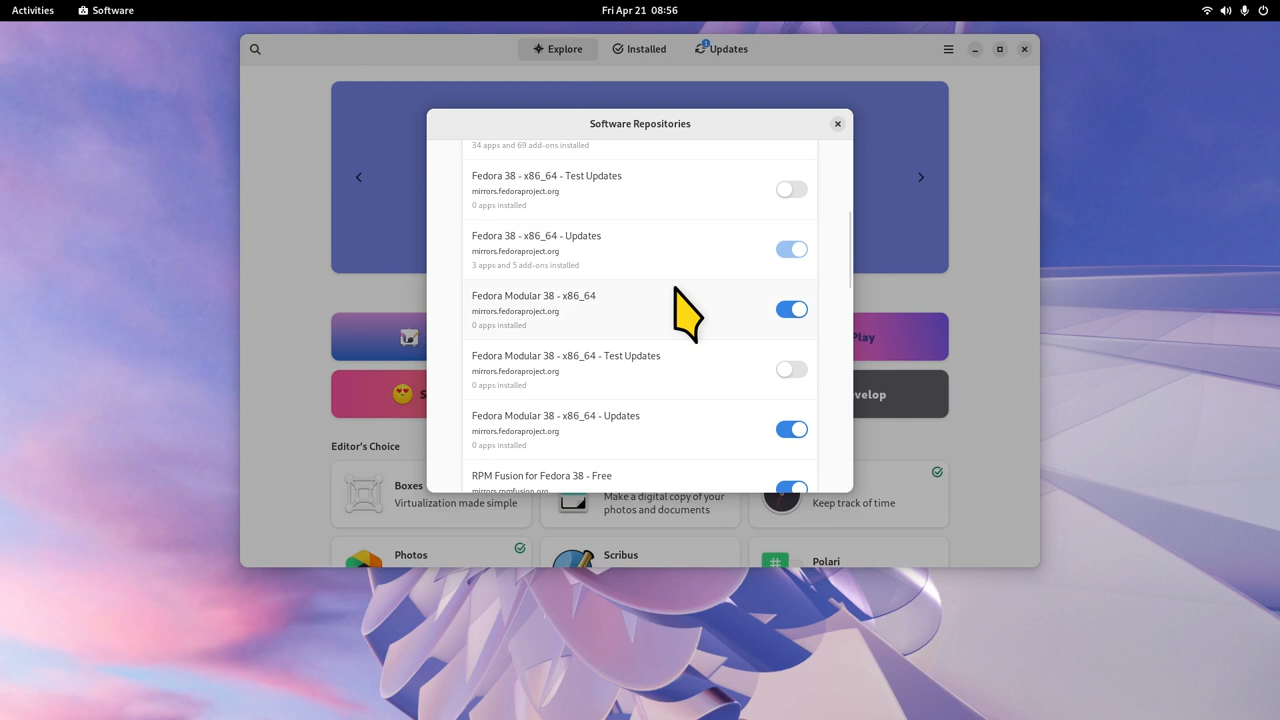 Activities
Software
Fri Apr 21 08:56
Explore
Installed
Updates
Software Repositories
34 apps and 69 add-ons installed
Fedora 38 - x86_64 - Test Updates
mirrors.fedoraproject.org
0 apps installed
Fedora 38 - x86_64 - Updates
mirrors.fedoraproject.org
3 apps and 5 add-ons installed
Fedora Modular 38 - x86_64
mirrors.fedoraproject.org
0 apps installed
Fedora Modular 38 - x86_64 - Test Updates
mirrors.fedoraproject.org
0 apps installed
Fedora Modular 38 - x86_64 - Updates
mirrors.fedoraproject.org
0 apps installed
RPM Fusion for Fedora 38 - Free
mirrors.rpmfusion.org
Play
S
velop
Editor's Choice
Boxes
Virtualization made simple
Make a digital copy of your
photos and documents
Keep track of time
Photos
Scribus
Polari